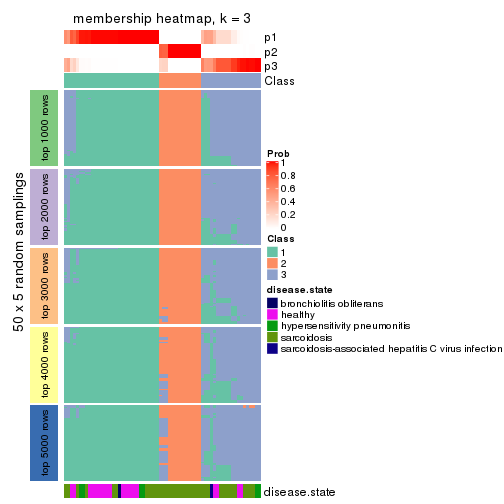 membership heatmap, k = 3
p1
p2
p3
Class
50 x 5 random samplings
top 1000 rows
top 2000 rows
top 3000 rows
top 4000 rows
top 5000 rows
Prob
1
0.8
0.6
0.4
0.2
0
Class
1
2
3
disease.state
bronchiolitis obliterans
healthy
hypersensitivity pneumonitis
sarcoidosis
sarcoidosis-associated hepatitis C virus infection
disease.state